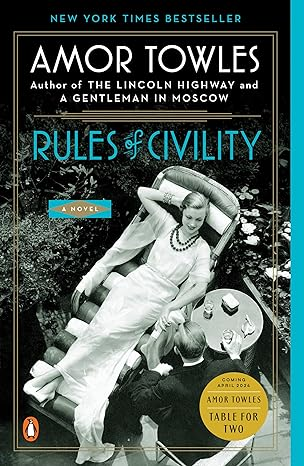 NEW YORK TIMES BESTSELLER
AMOR TOWLES
Author of THE LINCOLN HIGHWAY and
A GENTLEMAN IN MOSCOW
RULES of CIVILITY
A NOVEL
COMING
APRIL 2024
AMOR TOWLES
TABLE FOR
TWO